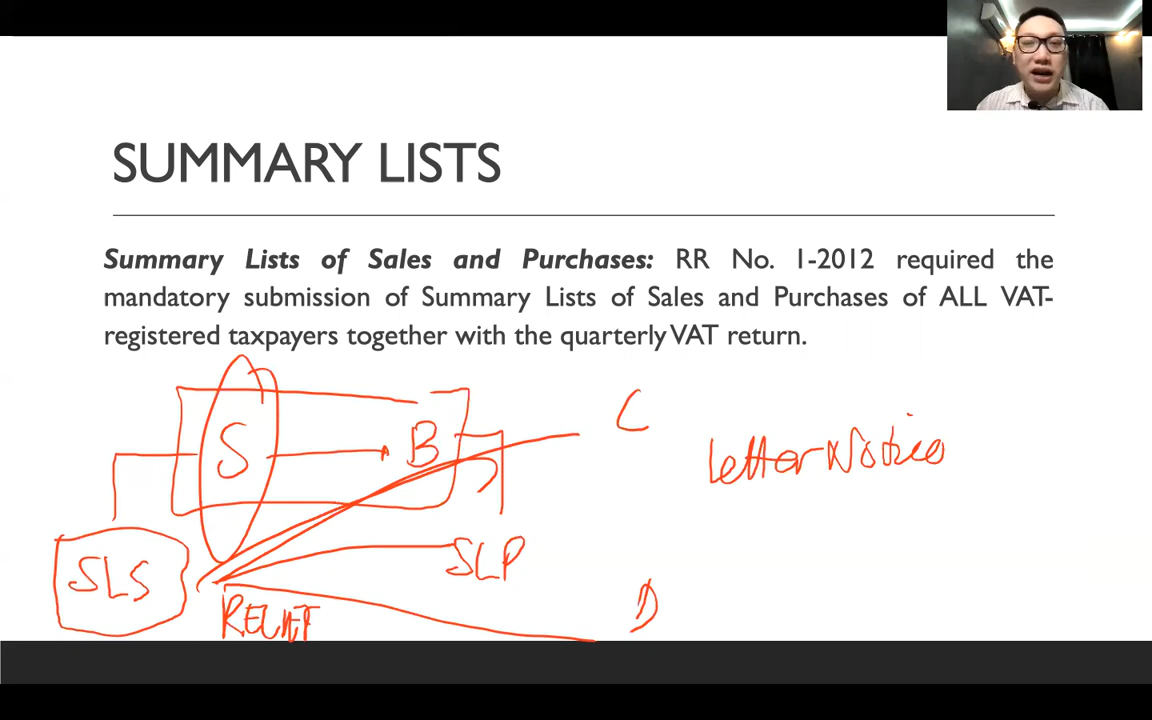 SUMMARY LISTS
Summary Lists of Sales and Purchases: RR No. 1-2012 required the
mandatory submission of Summary Lists of Sales and Purchases of ALL VAT-
registered taxpayers together with the quarterly VAT return.
C
S
B
Letter Notice
SLP
SLS
D
RELIEF